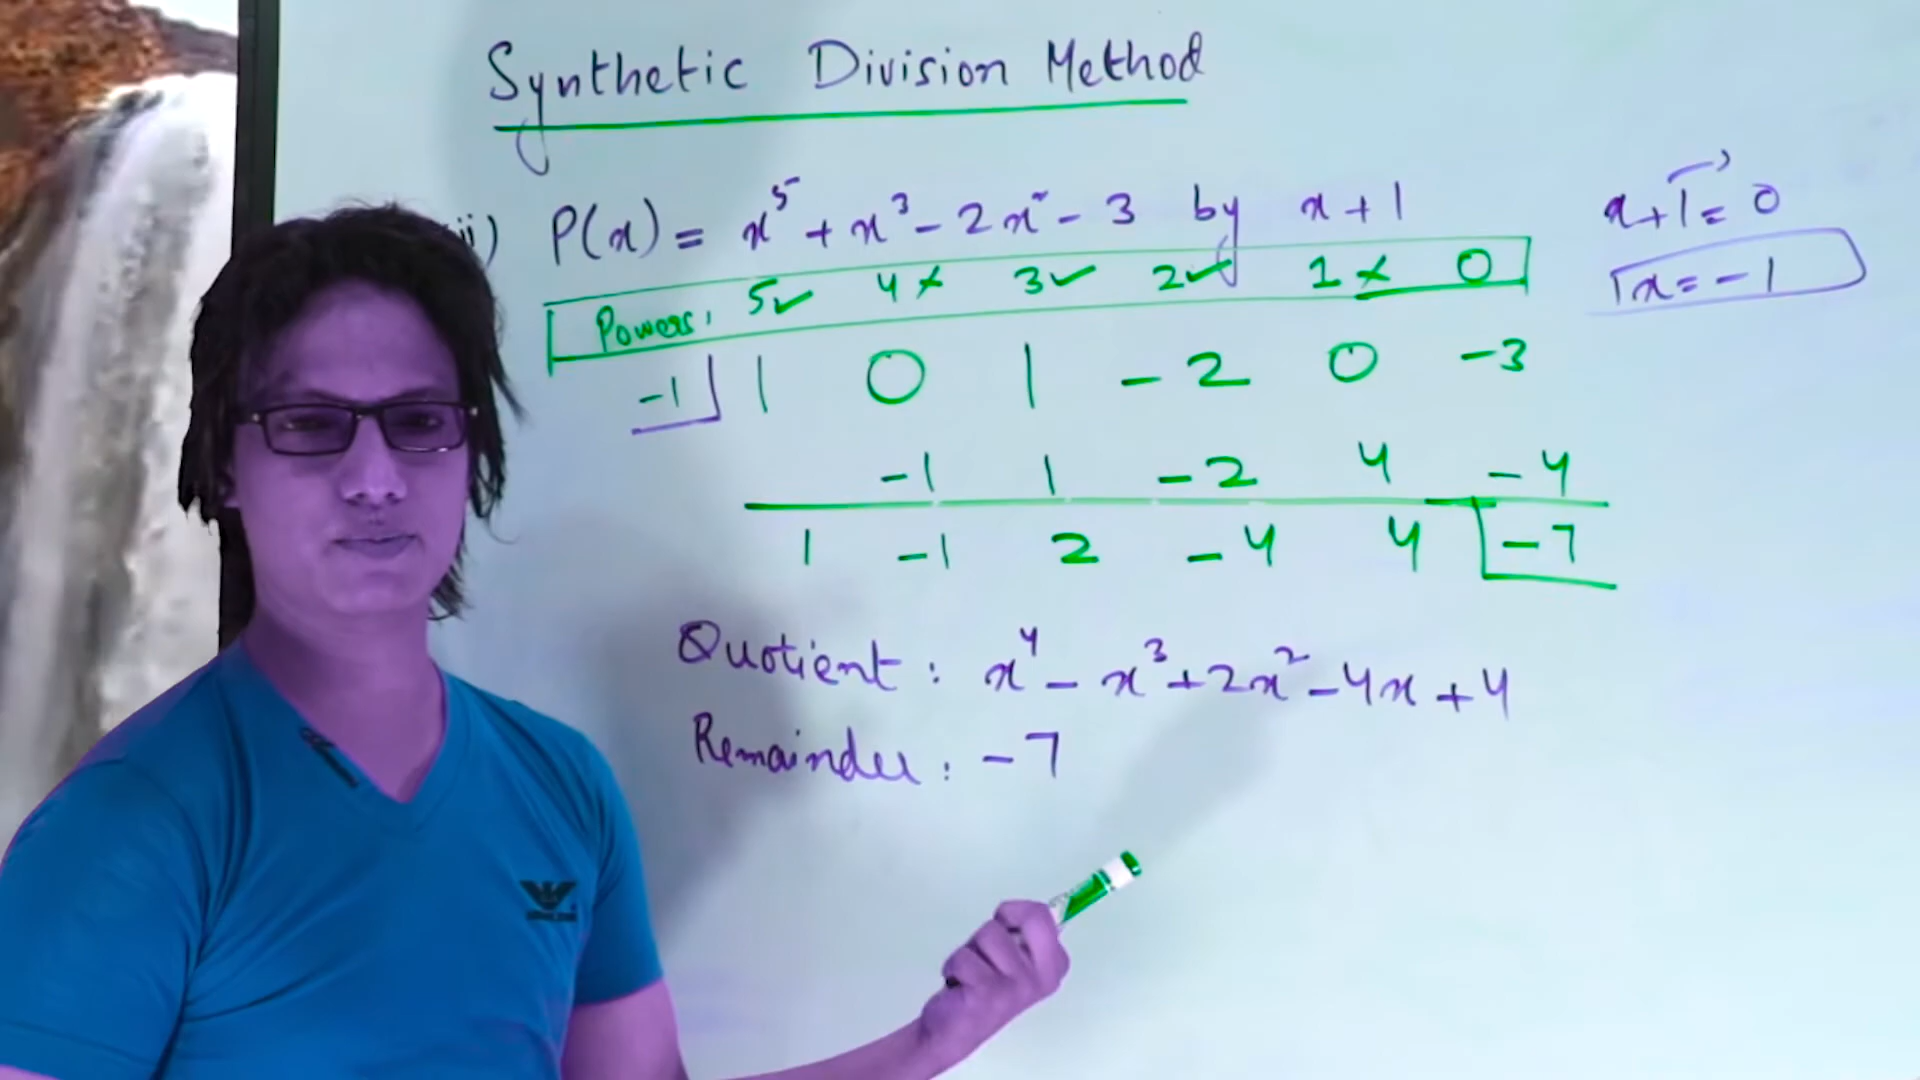 Synthetic Division Method
ii) P(x) = x⁵ + x³ - 2x² - 3 by x + 1
x + 1 = 0
x = -1
Powers: 5✓ 4× 3✓ 2✓ 1× 0
-1 | 1 0 1 -2 0 -3
-1 1 -2 4 -4
1 -1 2 -4 4 -7
Quotient: x⁴ - x³ + 2x² - 4x + 4
Remainder: -7